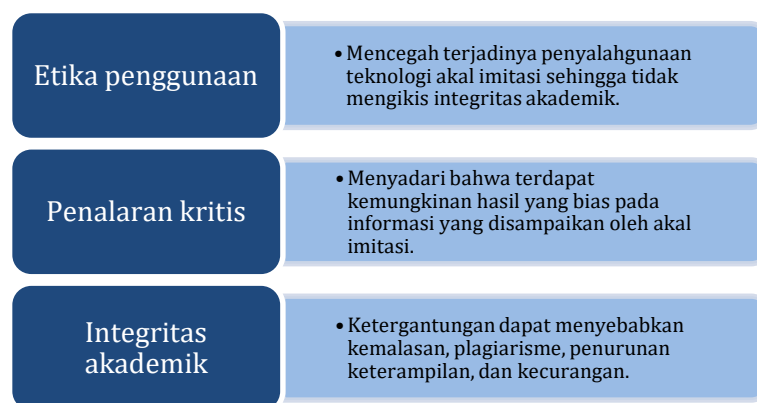 Etika penggunaan
• Mencegah terjadinya penyalahgunaan
teknologi akal imitasi sehingga tidak
mengikis integritas akademik.
Penalaran kritis
• Menyadari bahwa terdapat
kemungkinan hasil yang bias pada
informasi yang disampaikan oleh akal
imitasi.
Integritas
akademik
• Ketergantungan dapat menyebabkan
kemalasan, plagiarisme, penurunan
keterampilan, dan kecurangan.